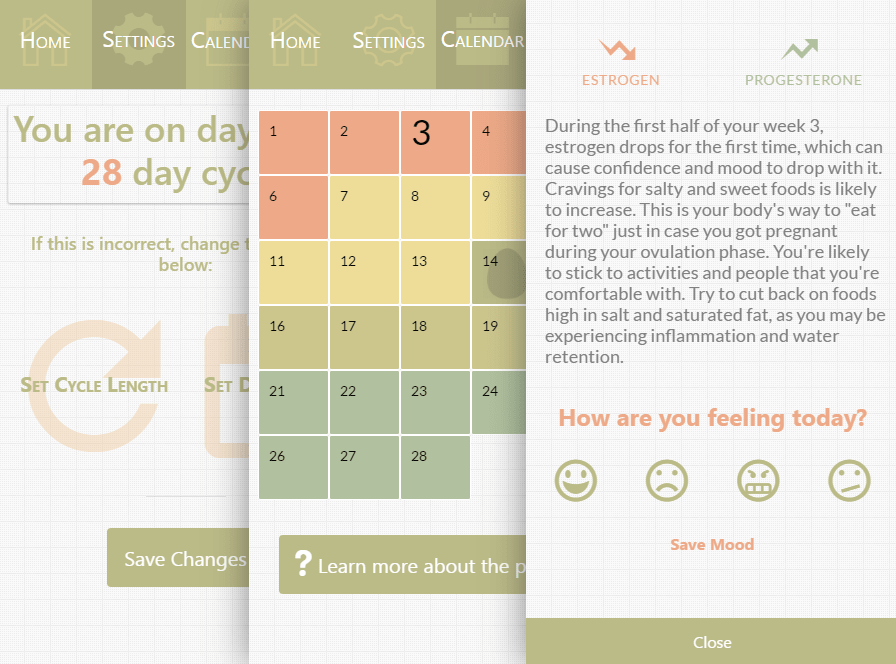 Home
Settings
You are on day
28 day
If this is incorrect, change
below:
Set Cycle Length
Set
Save Changes
Home
Settings
Calendar
1 2 3 4
6 7 8 9
11 12 13 14
16 17 18 19
21 22 23 24
26 27 28
? Learn more about the
ESTROGEN
PROGESTERONE
During the first half of your week 3,
estrogen drops for the first time, which can
cause confidence and mood to drop with it.
Cravings for salty and sweet foods is likely
to increase. This is your body's way to "eat
for two" just in case you got pregnant
during your ovulation phase. You're likely
to stick to activities and people that you're
comfortable with. Try to cut back on foods
high in salt and saturated fat, as you may be
experiencing inflammation and water
retention.
How are you feeling today?
Save Mood
Close